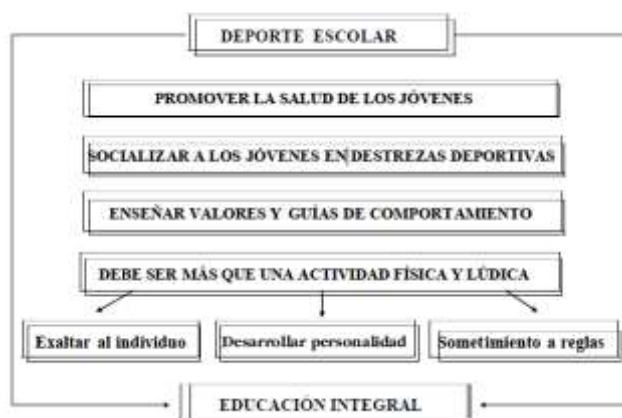 DEPORTE ESCOLAR
PROMOVER LA SALUD DE LOS JÓVENES
SOCIALIZAR A LOS JÓVENES EN DESTREZAS DEPORTIVAS
ENSEÑAR VALORES Y GUÍAS DE COMPORTAMIENTO
DEBE SER MÁS QUE UNA ACTIVIDAD FÍSICA Y LÚDICA
Exaltar al individuo Desarrollar personalidad Sometimiento a reglas
EDUCACIÓN INTEGRAL